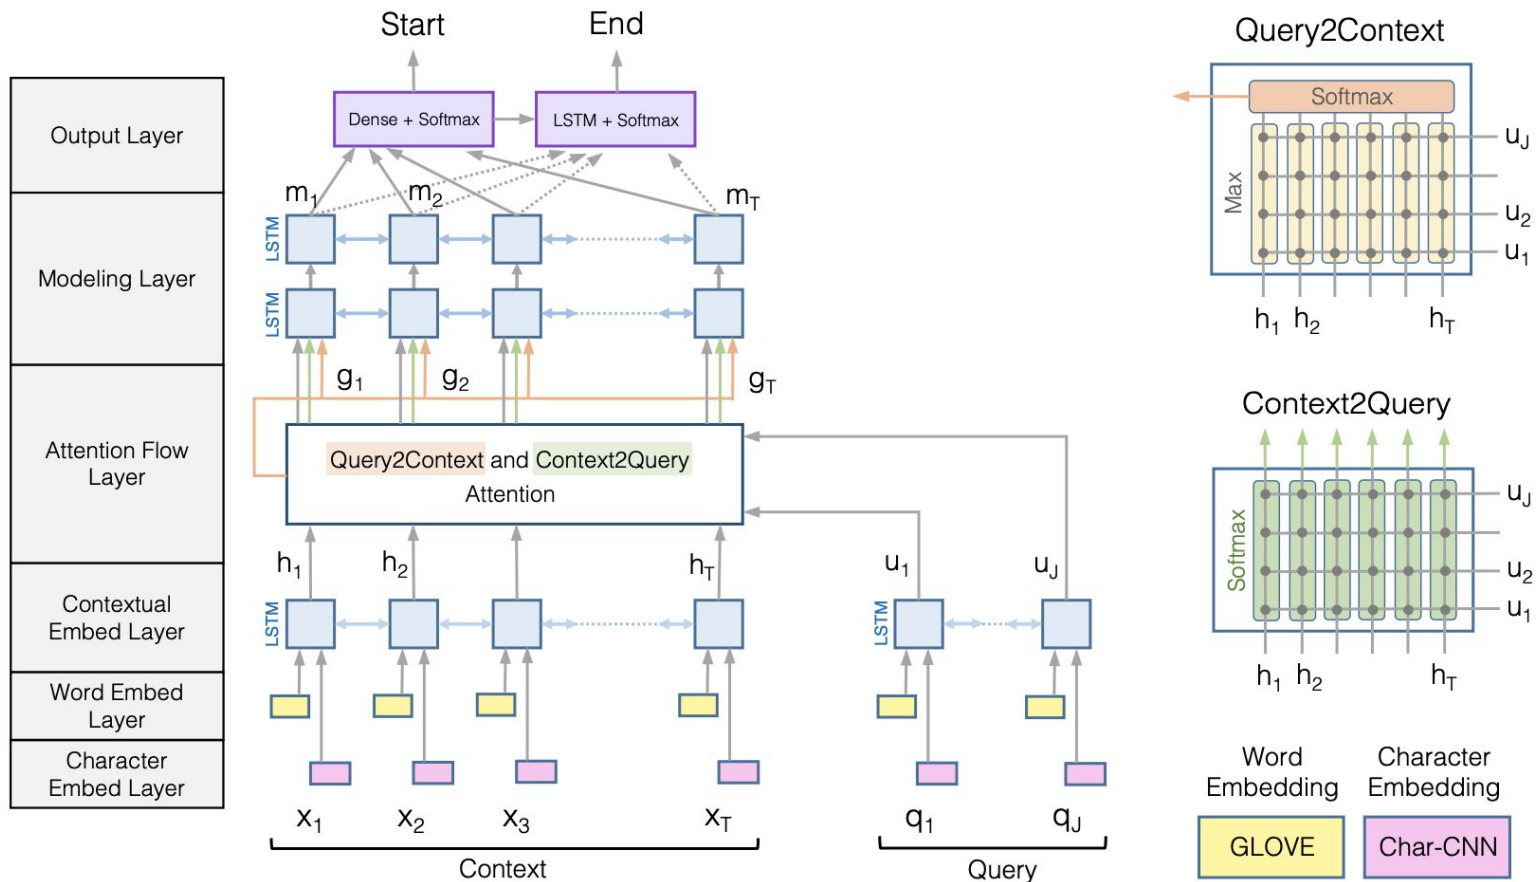 Start
End
Output Layer
Dense + Softmax
LSTM + Softmax
m1
m2
mT
Modeling Layer
LSTM
LSTM
g1
g2
gT
Attention Flow
Layer
Query2Context and Context2Query
Attention
h1
h2
hT
u1
uJ
Contextual
Embed Layer
LSTM
LSTM
Word Embed
Layer
Character
Embed Layer
x1
x2
x3
xT
q1
qJ
Context
Query
Query2Context
Softmax
Max
uJ
u2
u1
h1
h2
hT
Context2Query
Softmax
uJ
u2
u1
h1
h2
hT
Word
Embedding
GLOVE
Character
Embedding
Char-CNN